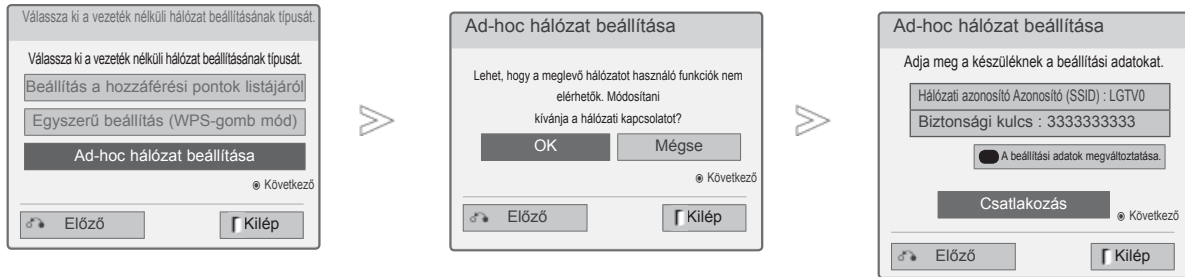 Válassza ki a vezeték nélküli hálózat beállításának típusát.
Válassza ki a vezeték nélküli hálózat beállításának típusát.
Beállítás a hozzáférési pontok listájáról
Egyszerű beállítás (WPS-gomb mód)
Ad-hoc hálózat beállítása
Következő
Előző
Kilép
Ad-hoc hálózat beállítása
Lehet, hogy a meglevő hálózatot használó funkciók nem
elérhetők. Módosítani
kívánja a hálózati kapcsolatot?
OK
Mégse
Következő
Előző
Kilép
Ad-hoc hálózat beállítása
Adja meg a készüléknek a beállítási adatokat.
Hálózati azonosító Azonosító (SSID) : LGTV0
Biztonsági kulcs : 3333333333
A beállítási adatok megváltoztatása.
Csatlakozás
Következő
Előző
Kilép